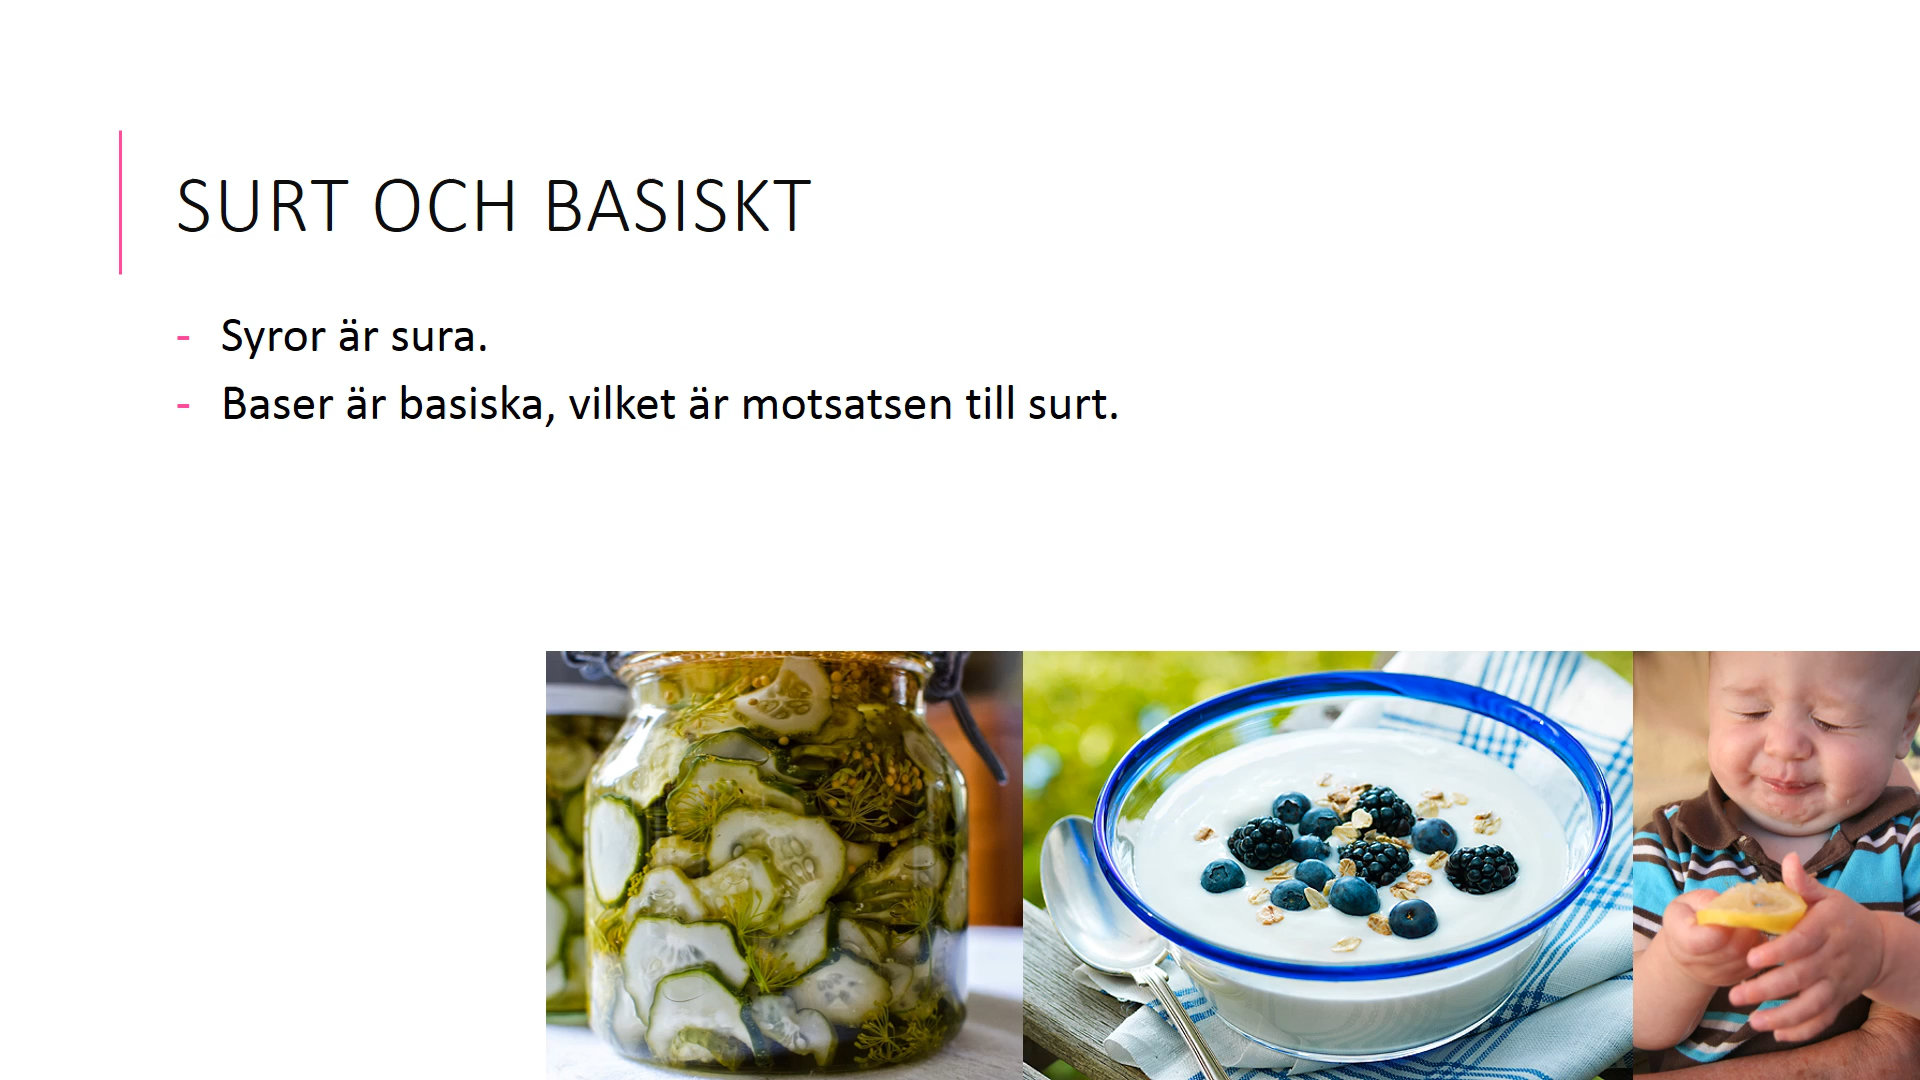 SURT OCH BASISKT
- Syror är sura.
- Baser är basiska, vilket är motsatsen till surt.